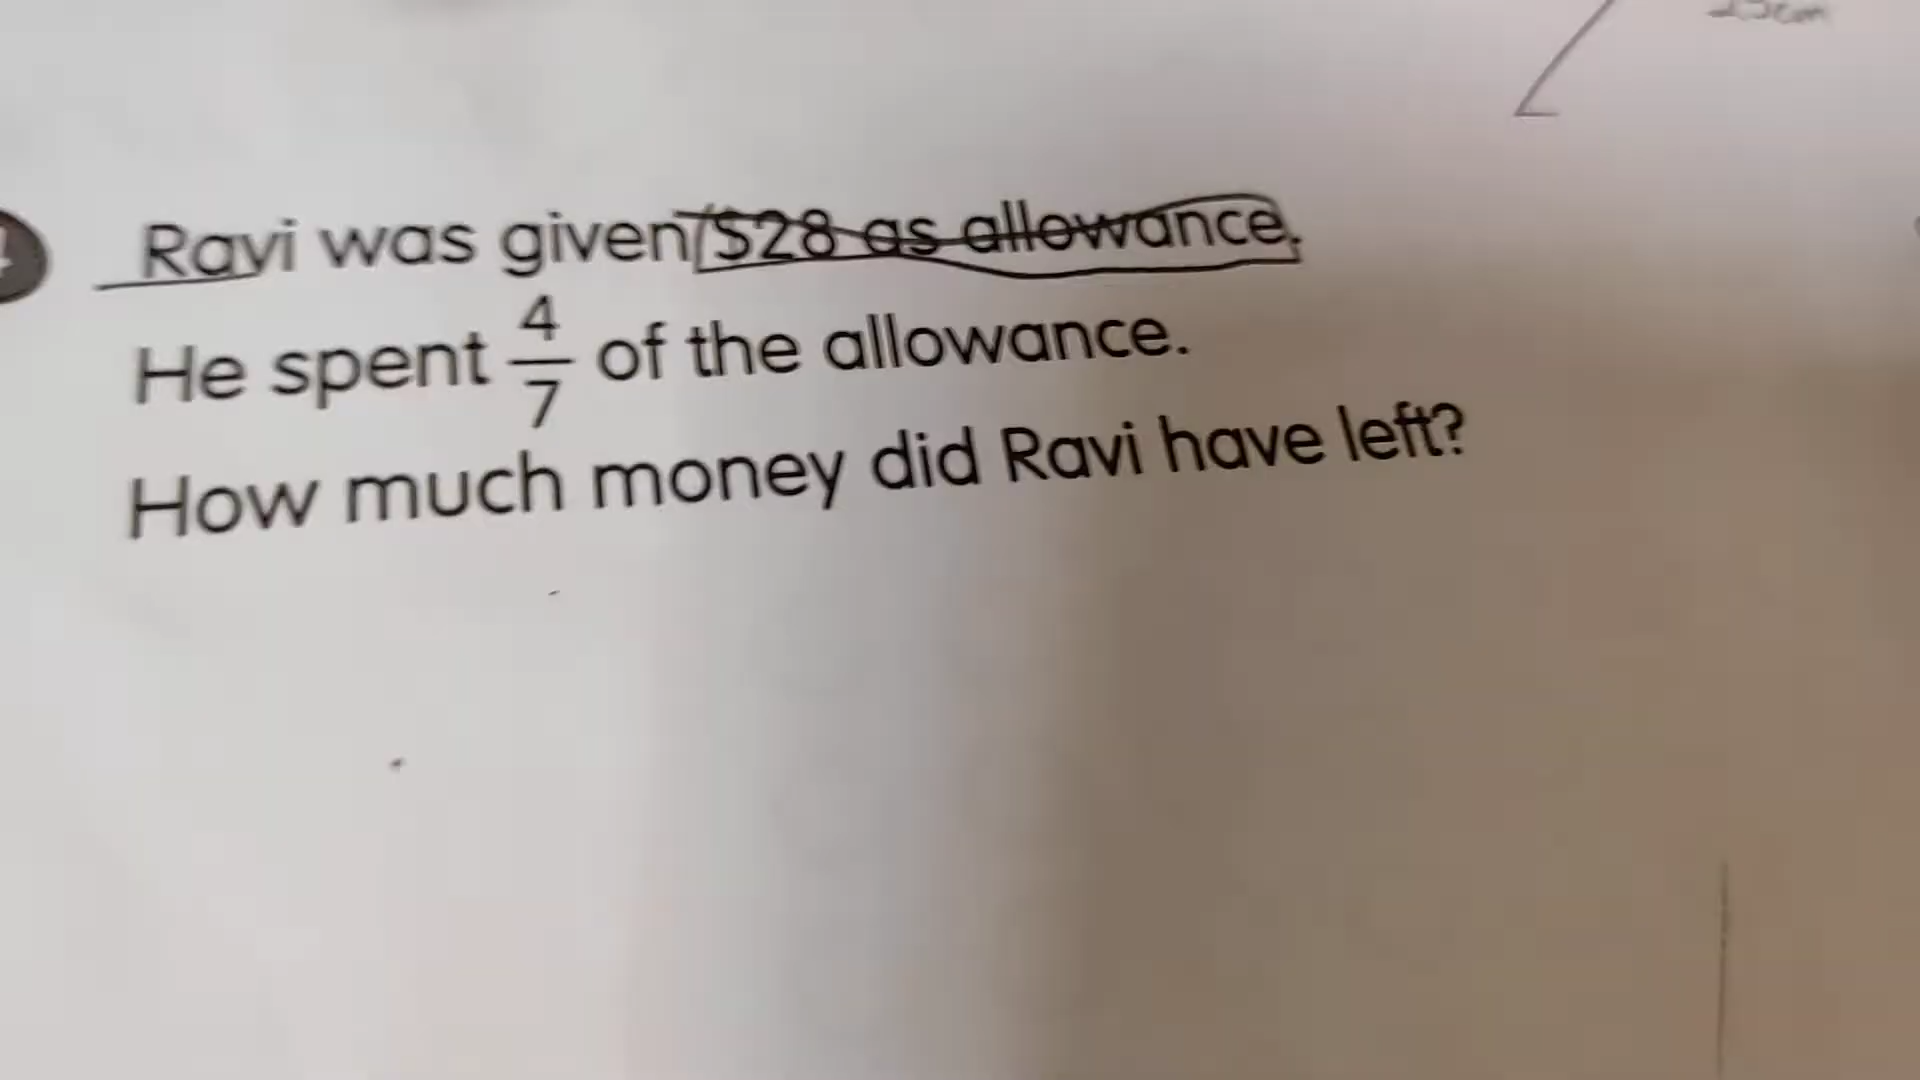 Ravi was given $28 as allowance.
He spent 4/7 of the allowance.
How much money did Ravi have left?